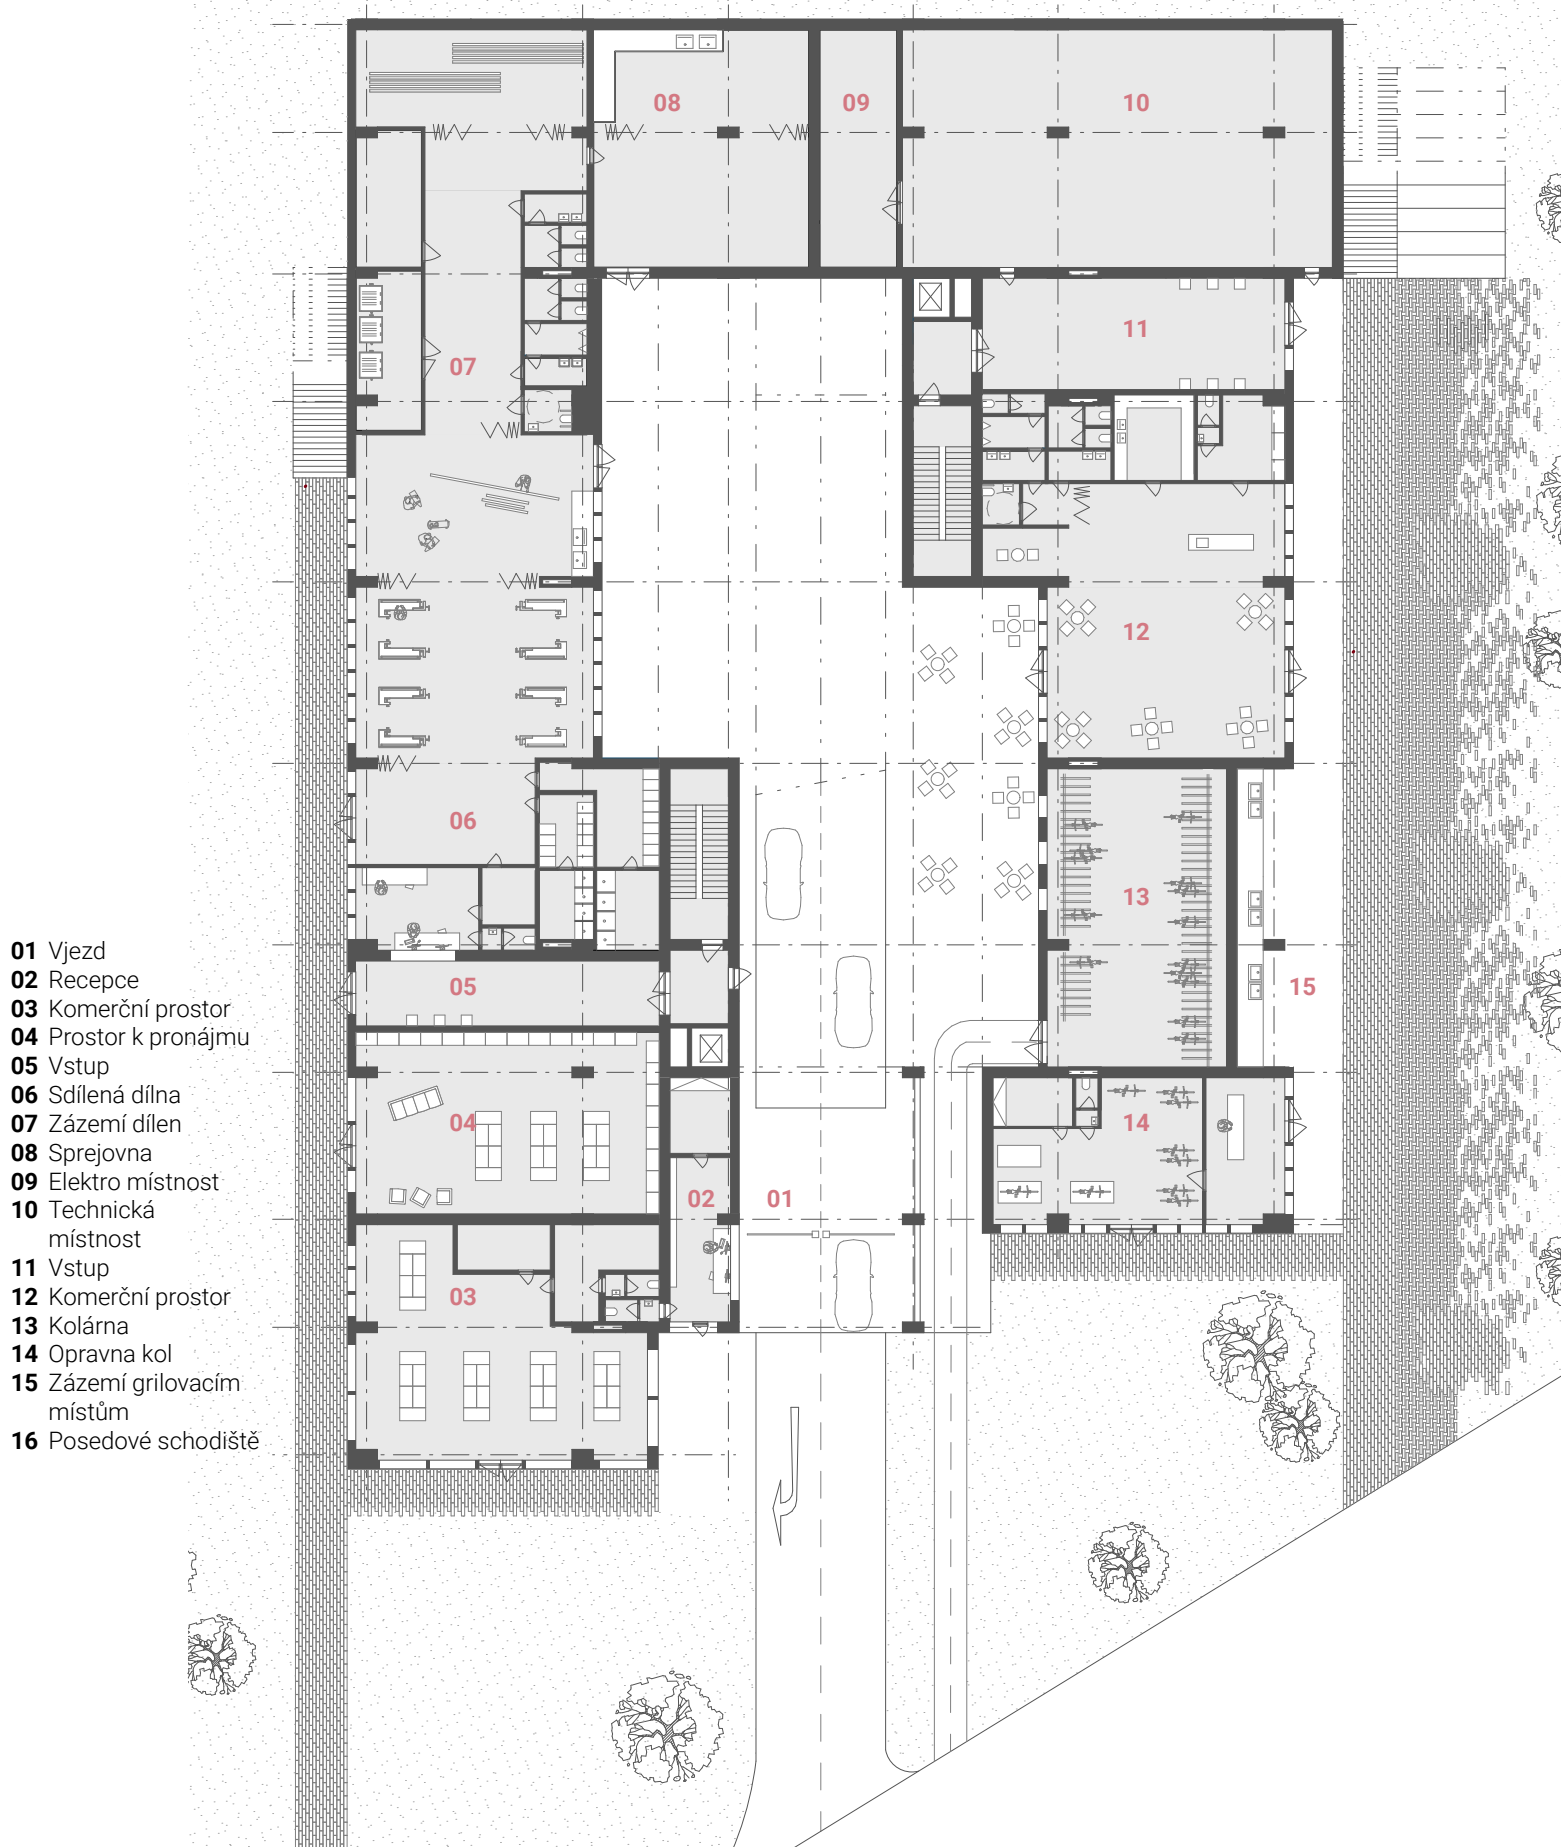 08
09
10
11
07
12
06
13
05
15
04
14
02
01
03
01 Vjezd
02 Recepce
03 Komerční prostor
04 Prostor k pronájmu
05 Vstup
06 Sdílená dílna
07 Zázemí dílen
08 Sprejovna
09 Elektro místnost
10 Technická
místnost
11 Vstup
12 Komerční prostor
13 Kolárna
14 Opravna kol
15 Zázemí grilovacím
místům
16 Posedové schodiště